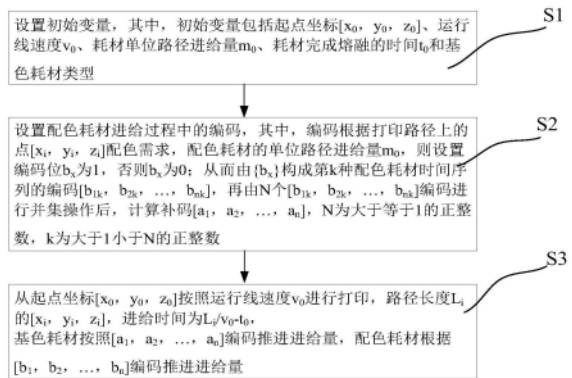 设置初始变量，其中，初始变量包括起点坐标[x₀，y₀，z₀]、运行
线速度v₀、耗材单位路径进给量m₀、耗材完成熔融的时间t₀和基
色耗材类型
S1
设置配色耗材进给过程中的编码，其中，编码根据打印路径上的
点[xᵢ，yᵢ，zᵢ]配色需求，配色耗材的单位路径进给量m₀，则设置
编码位bₓ为1，否则bₓ为0；从而由{bₓ}构成第k种配色耗材时间序
列的编码[b₁ₖ，b₂ₖ，…，bₙₖ]，再由N个[b₁ₖ，b₂ₖ，…，bₙₖ]编码进
行并集操作后，计算补码[a₁，a₂，…，aₙ]，N为大于等于1的正整
数，k为大于1小于N的正整数
S2
从起点坐标[x₀，y₀，z₀]按照运行线速度v₀进行打印，路径长度Lᵢ
的[xᵢ，yᵢ，zᵢ]，进给时间为Lᵢ/v₀-t₀，
基色耗材按照[a₁，a₂，…，aₙ]编码推进进给量，配色耗材根据
[b₁，b₂，…，bₙ]编码推进进给量
S3